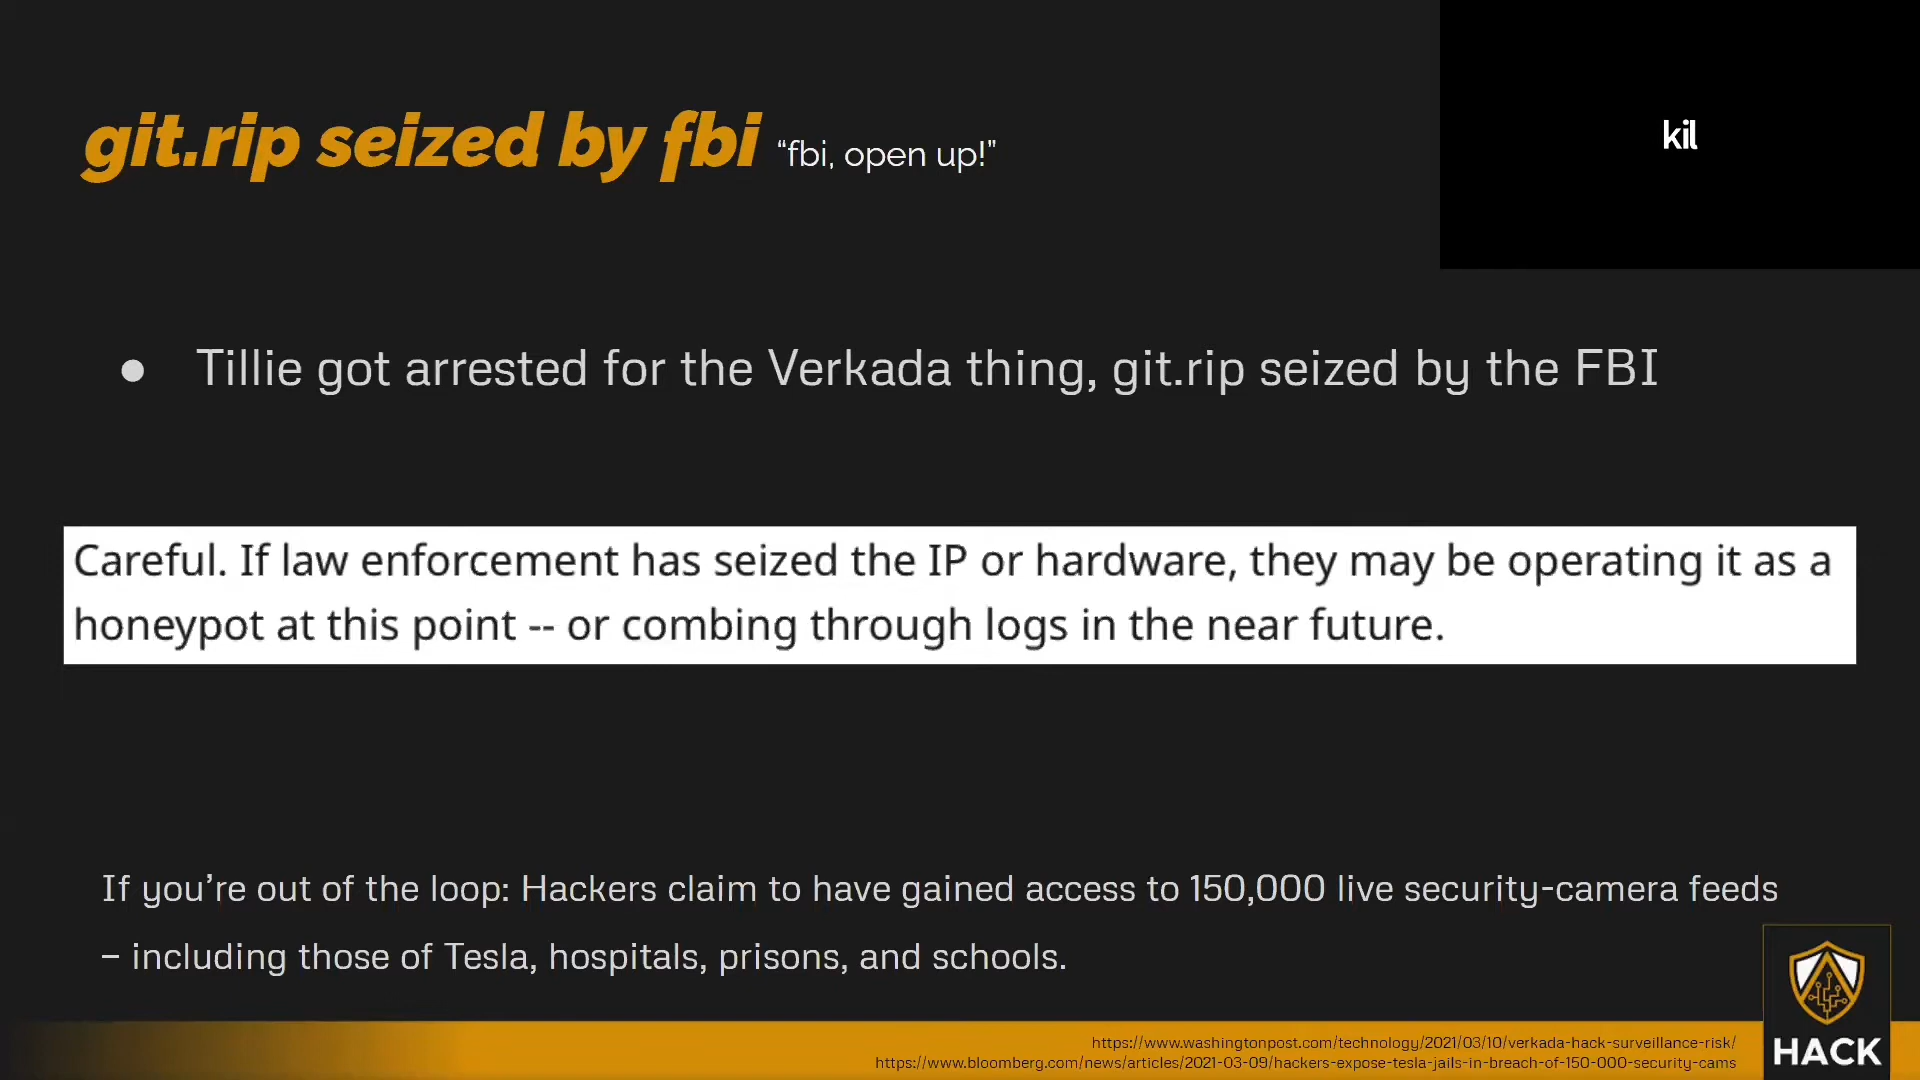 git.rip seized by fbi “fbi, open up!”
kil
● Tillie got arrested for the Verkada thing, git.rip seized by the FBI
Careful. If law enforcement has seized the IP or hardware, they may be operating it as a
honeypot at this point -- or combing through logs in the near future.
If you’re out of the loop: Hackers claim to have gained access to 150,000 live security-camera feeds
– including those of Tesla, hospitals, prisons, and schools.
https://www.washingtonpost.com/technology/2021/03/10/verkada-hack-surveillance-risk/
https://www.bloomberg.com/news/articles/2021-03-09/hackers-expose-tesla-jails-in-breach-of-150-000-security-cams
HACK